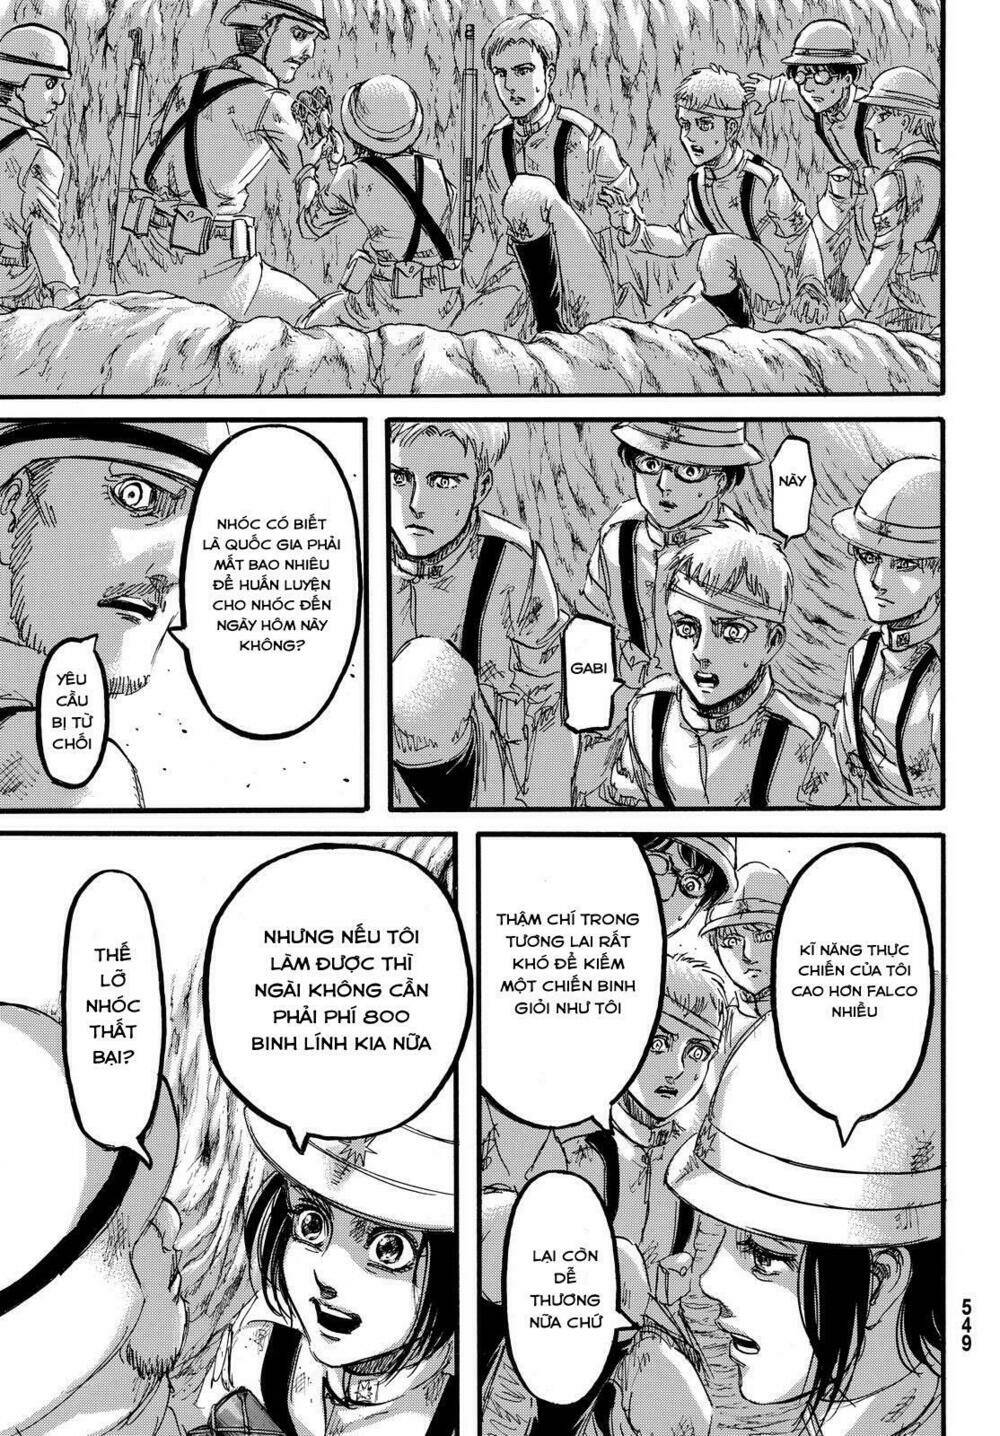 NÀY
GABI
NHÓC CÓ BIẾT
LÀ QUỐC GIA PHẢI
MẤT BAO NHIÊU
ĐỂ HUẤN LUYỆN
CHO NHÓC ĐẾN
NGÀY HÔM NÀY
KHÔNG?
YÊU
CẦU
BỊ TỪ
CHỐI
KĨ NĂNG THỰC
CHIẾN CỦA TÔI
CAO HƠN FALCO
NHIỀU
THẬM CHÍ TRONG
TƯƠNG LAI RẤT
KHÓ ĐỂ KIẾM
MỘT CHIẾN BINH
GIỎI NHƯ TÔI
LẠI CÒN
DỄ
THƯƠNG
NỮA CHỨ
NHƯNG NẾU TÔI
LÀM ĐƯỢC THÌ
NGÀI KHÔNG CẦN
PHẢI PHÍ 800
BINH LÍNH KIA NỮA
THẾ
LỠ
NHÓC
THẤT
BẠI?
549